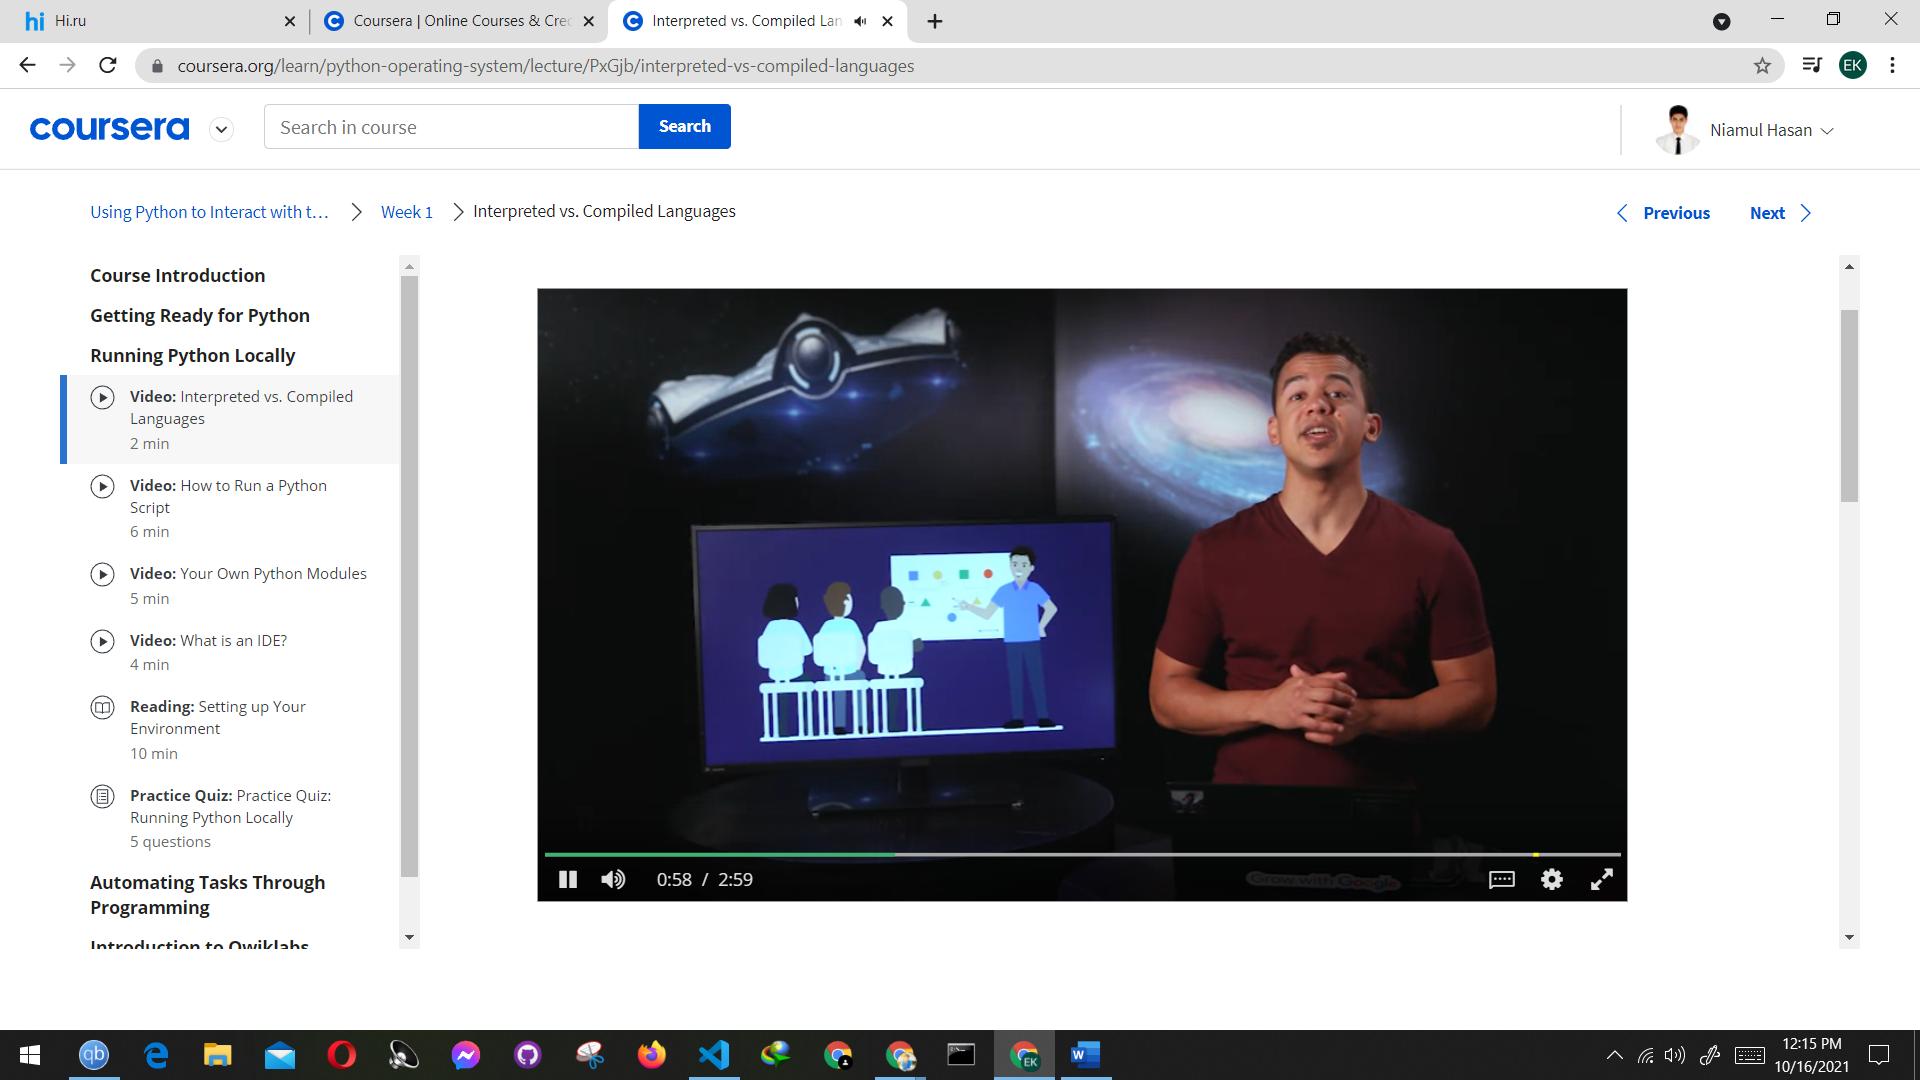 hi Hi.ru
Coursera | Online Courses & Cre
Interpreted vs. Compiled Lan
coursera.org/learn/python-operating-system/lecture/PxGjb/interpreted-vs-compiled-languages
EK
coursera
Search in course
Search
Niamul Hasan
Using Python to Interact with t...
Week 1
Interpreted vs. Compiled Languages
Previous
Next
Course Introduction
Getting Ready for Python
Running Python Locally
Video: Interpreted vs. Compiled
Languages
2 min
Video: How to Run a Python
Script
6 min
Video: Your Own Python Modules
5 min
Video: What is an IDE?
4 min
Reading: Setting up Your
Environment
10 min
Practice Quiz: Practice Quiz:
Running Python Locally
5 questions
Automating Tasks Through
Programming
Introduction to Qwiklabs
0:58 / 2:59
Grow with Google
qb
EK
W
12:15 PM
10/16/2021